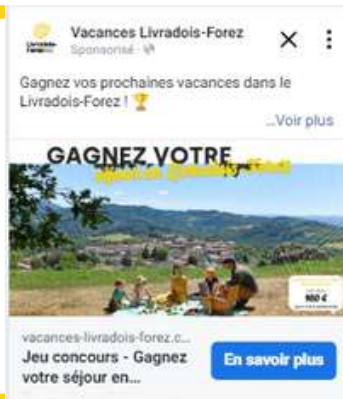 Vacances Livradois-Forez
Sponsorisé
Gagnez vos prochaines vacances dans le
Livradois-Forez ! 🏆
...Voir plus
GAGNEZ VOTRE
vacances-livradois-forez.c...
Jeu concours - Gagnez
votre séjour en...
En savoir plus